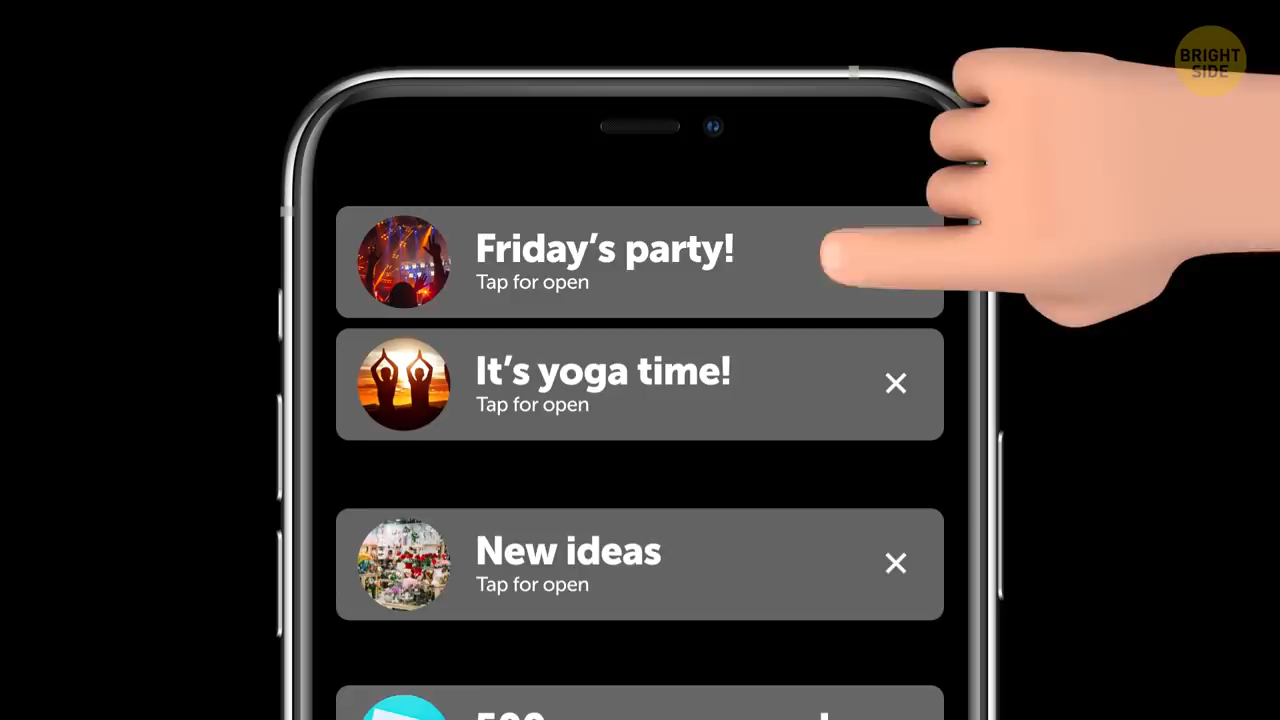 BRIGHT
SIDE
Friday’s party!
Tap for open
It’s yoga time!
Tap for open
New ideas
Tap for open